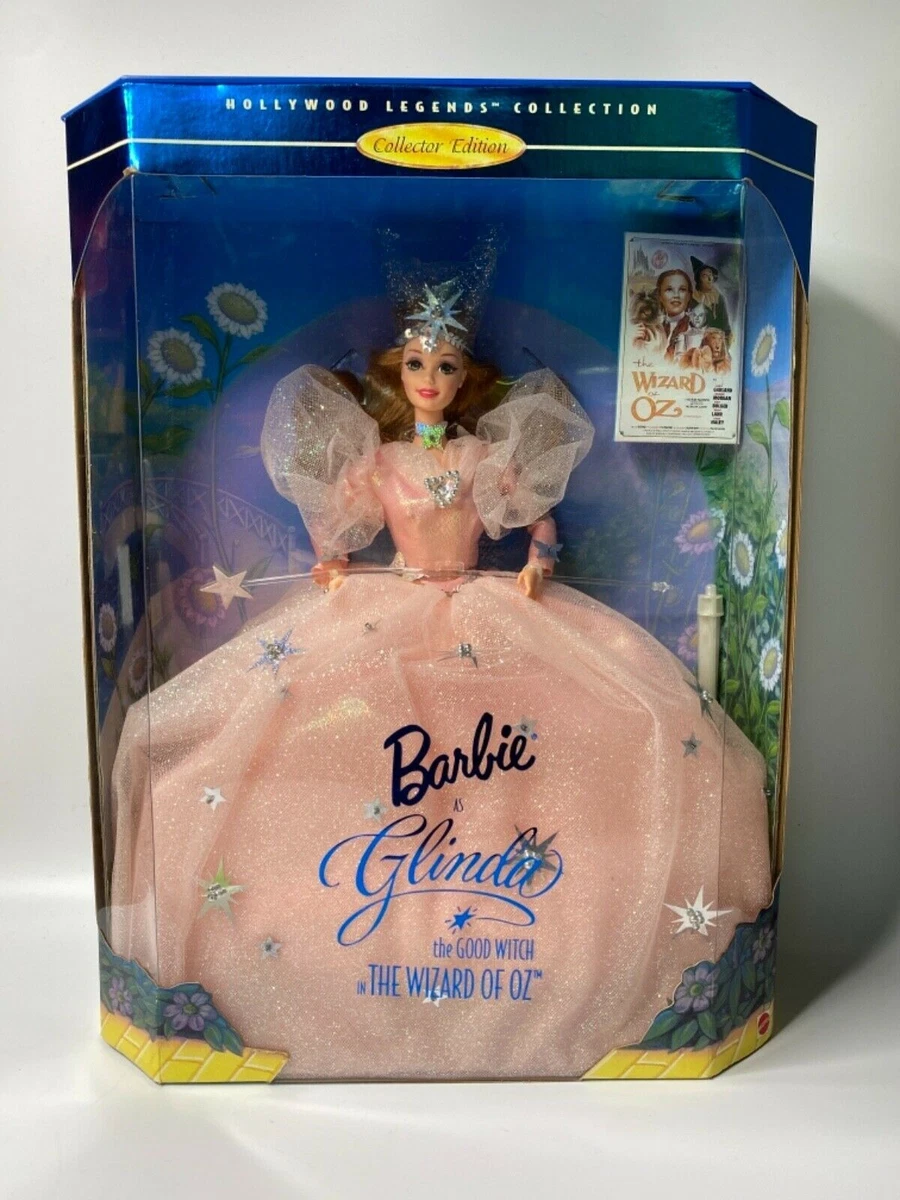 HOLLYWOOD LEGENDS™ COLLECTION
Collector Edition
the
WIZARD
OF
OZ
Barbie
AS
Glinda
the GOOD WITCH
IN THE WIZARD OF OZ™